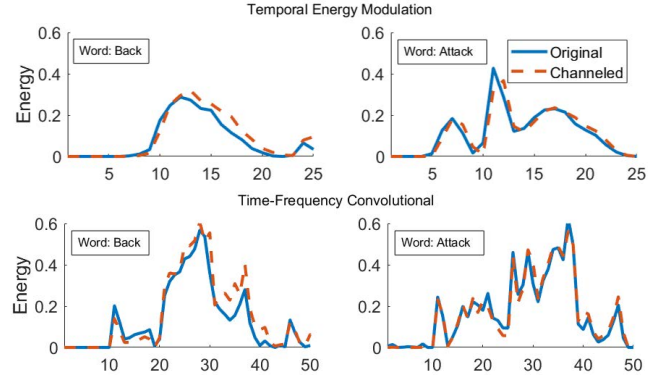 Temporal Energy Modulation
0.6
0.4
0.2
0
Energy
Word: Back
5 10 15 20 25
0.6
0.4
0.2
0
Word: Attack
Original
Channeled
5 10 15 20 25
Time-Frequency Convolutional
0.6
0.4
0.2
0
Energy
Word: Back
10 20 30 40 50
0.6
0.4
0.2
0
Word: Attack
10 20 30 40 50